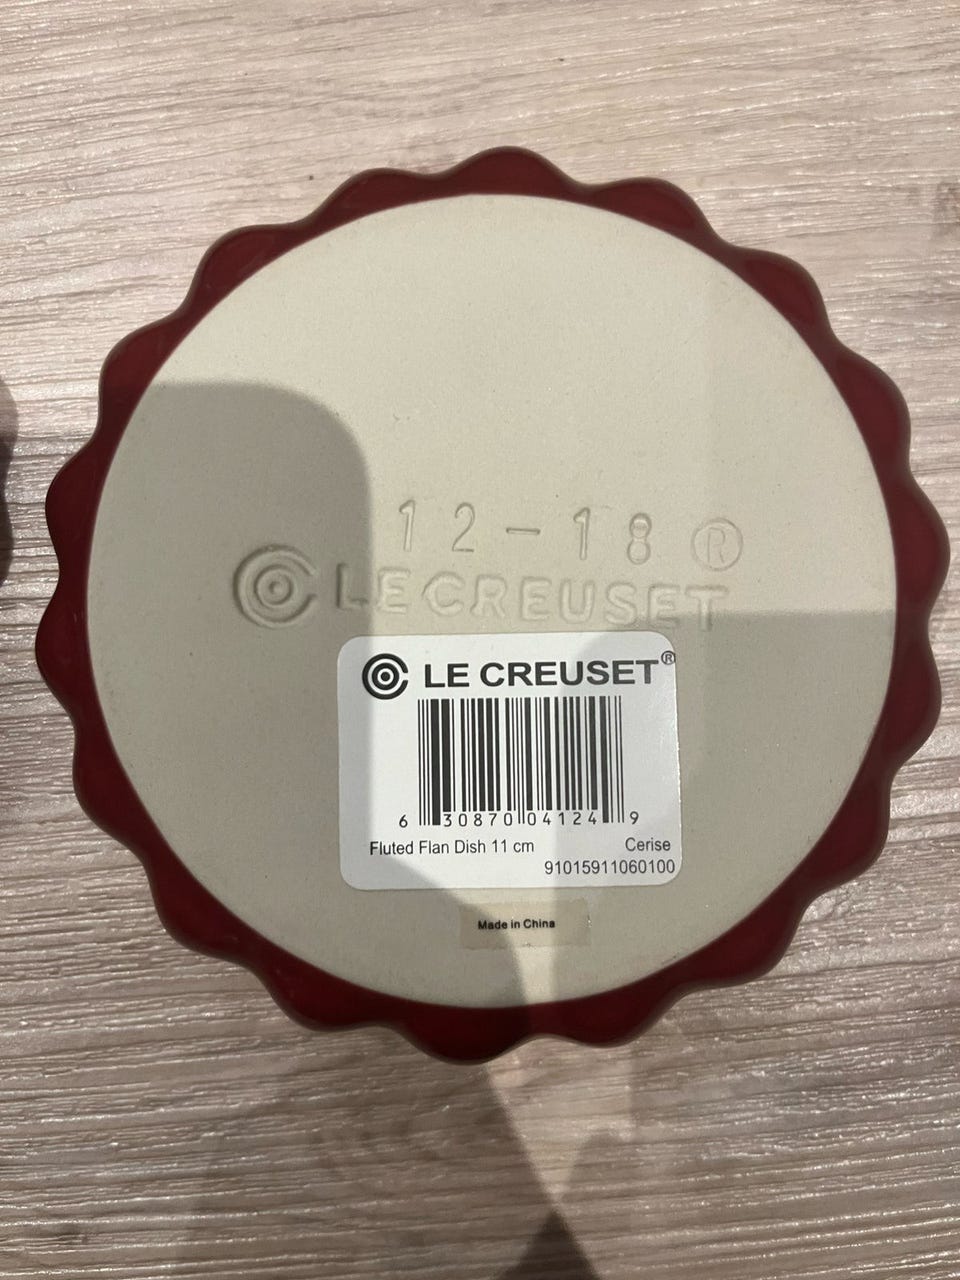 12-18®
LE CREUSET
LE CREUSET®
6 30870 04124 9
Fluted Flan Dish 11 cm Cerise
91015911060100
Made in China